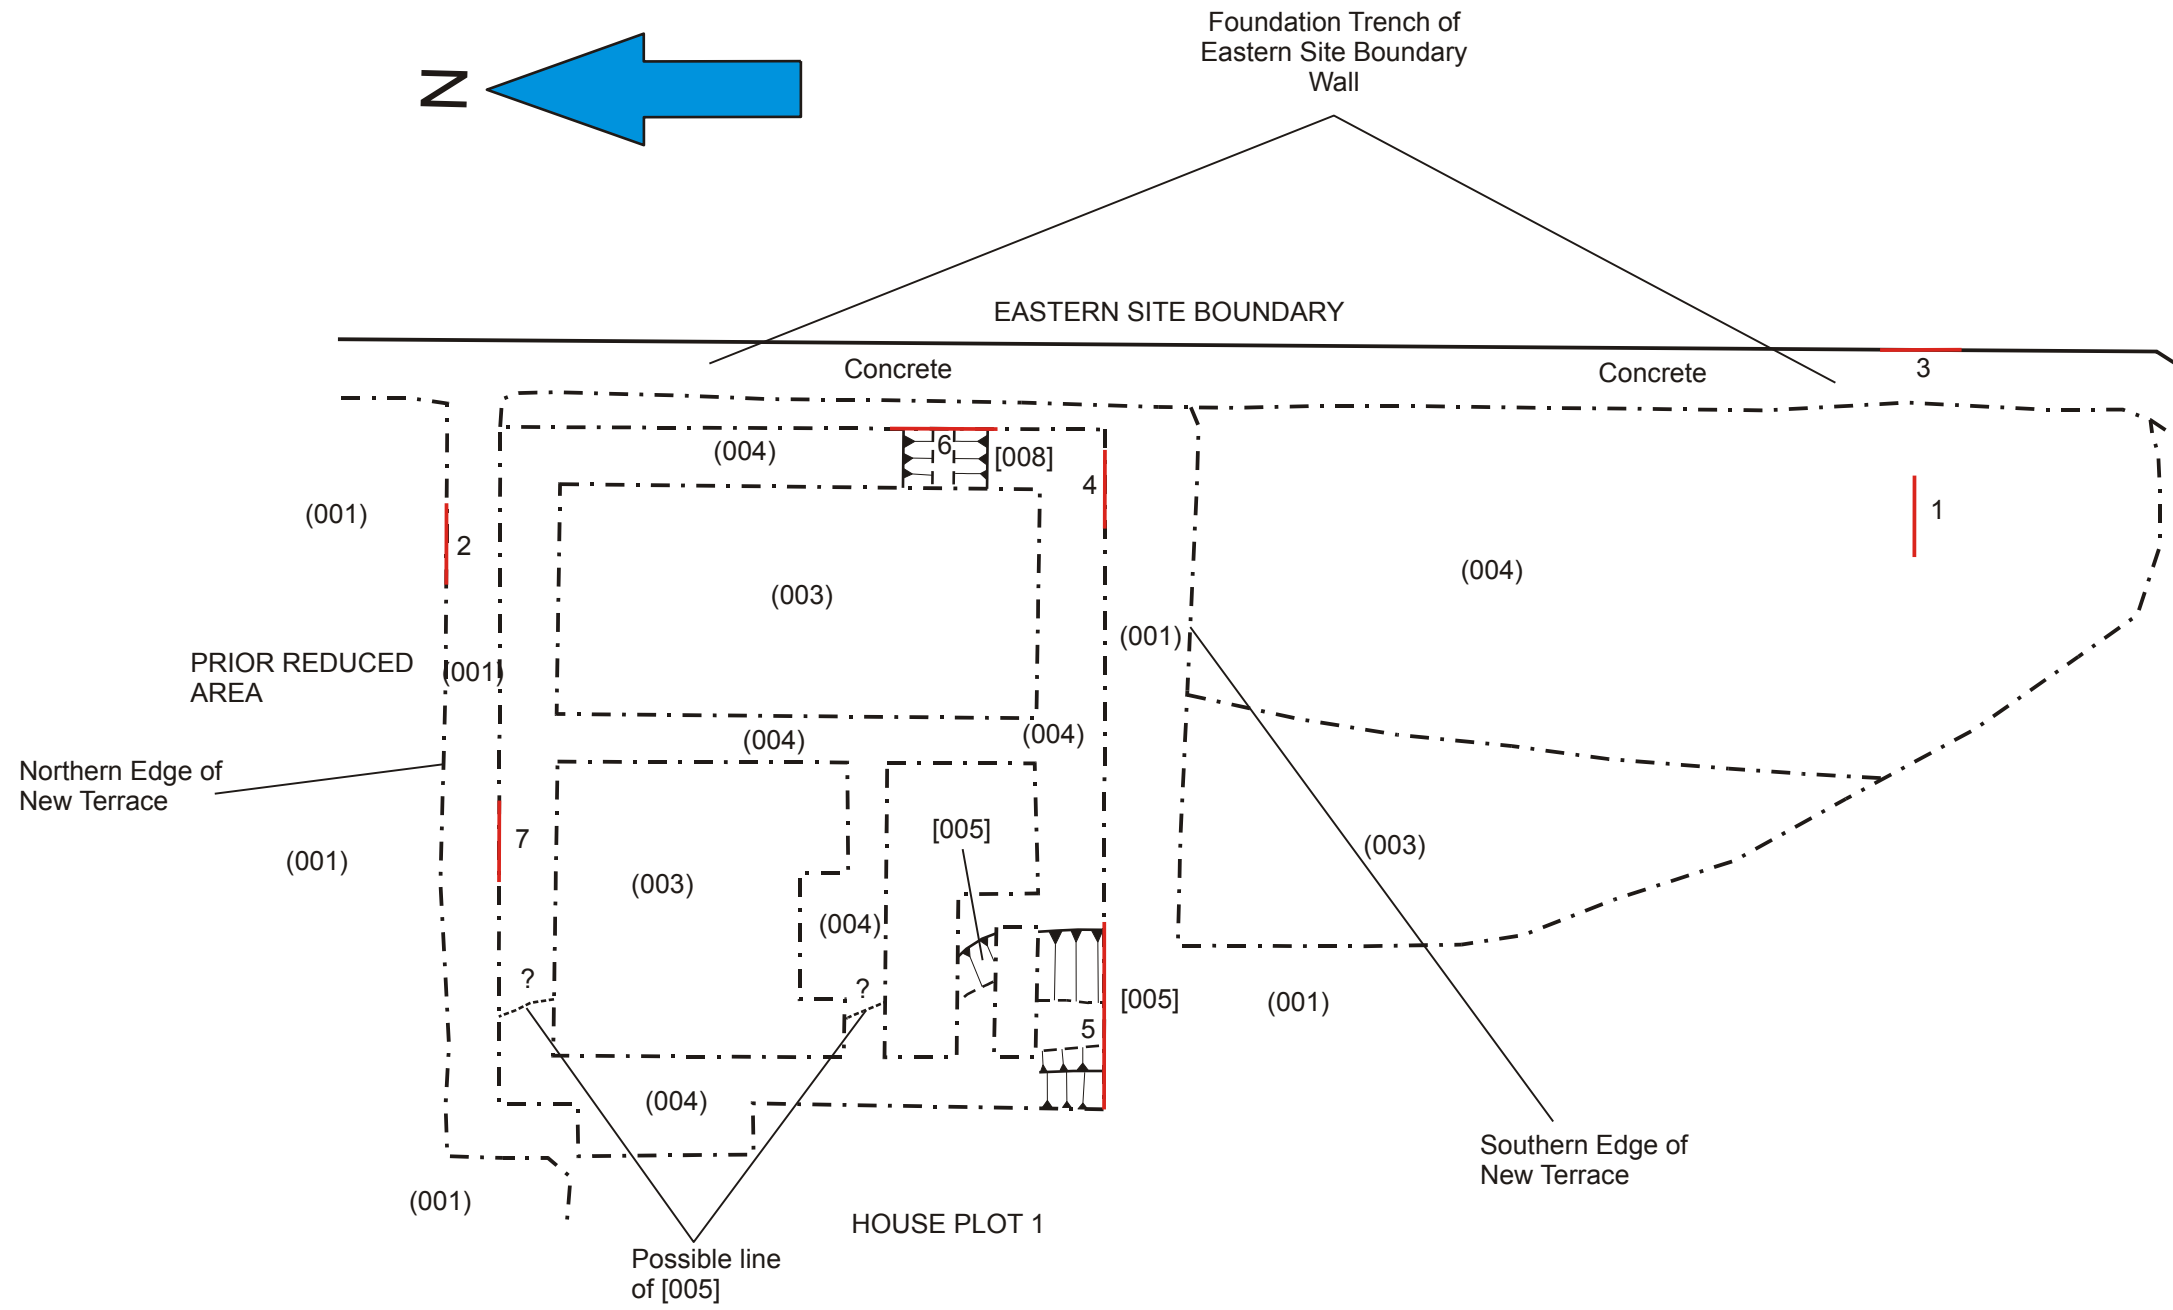 Foundation Trench of
Eastern Site Boundary
Wall
N
EASTERN SITE BOUNDARY
Concrete
Concrete
3
(004)
6
[008]
4
1
(001)
2
(004)
(003)
(001)
PRIOR REDUCED
AREA
(001)
(004)
(004)
Northern Edge of
New Terrace
7
[005]
(003)
(001)
(003)
(004)
?
?
[005]
(001)
5
(004)
Southern Edge of
New Terrace
(001)
HOUSE PLOT 1
Possible line
of [005]